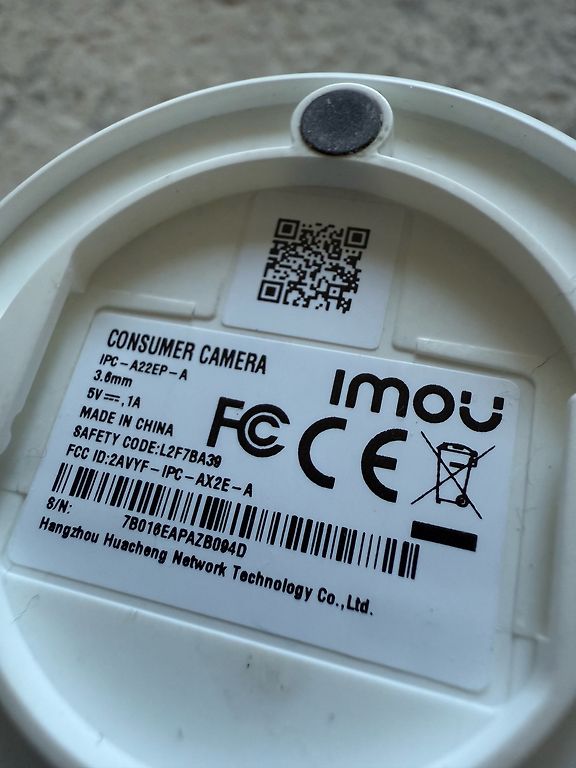 CONSUMER CAMERA
IPC-A22EP-A
3.6mm
5V⎓,1A
MADE IN CHINA
SAFETY CODE:L2F7BA39
FCC ID:2AVYF-IPC-AX2E-A
imou
FC CE
S/N:
7B016EAPAZB094D
Hangzhou Huacheng Network Technology Co.,Ltd.